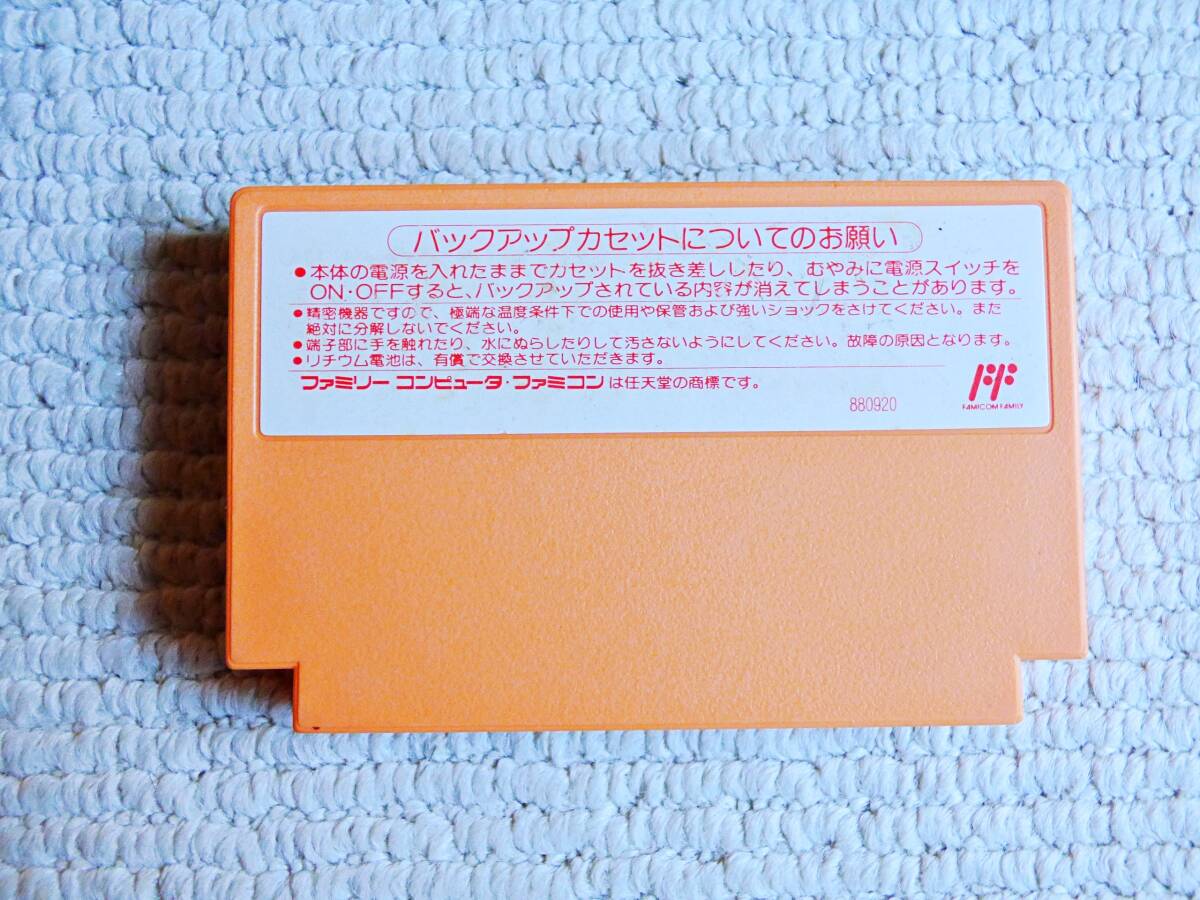 バックアップカセットについてのお願い
●本体の電源を入れたままでカセットを抜き差ししたり、むやみに電源スイッチを
ON・OFFすると、バックアップされている内容が消えてしまうことがあります。
●精密機器ですので、極端な温度条件下での使用や保管および強いショックをさけてください。また
絶対に分解しないでください。
●端子部に手を触れたり、水にぬらしたりして汚さないようにしてください。故障の原因となります。
●リチウム電池は、有償で交換させていただきます。
ファミリー コンピュータ・ファミコンは任天堂の商標です。
880920
FAMICOM FAMILY